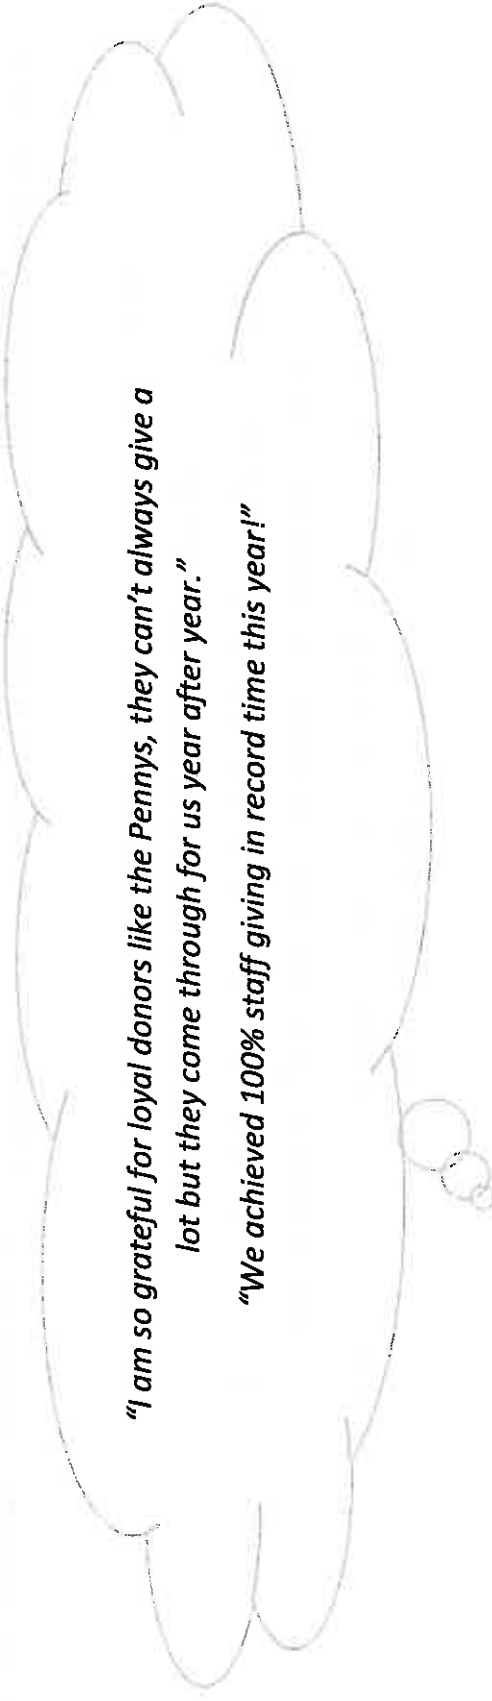 “I am so grateful for loyal donors like the Pennys, they can’t always give a
lot but they come through for us year after year.”
“We achieved 100% staff giving in record time this year!”